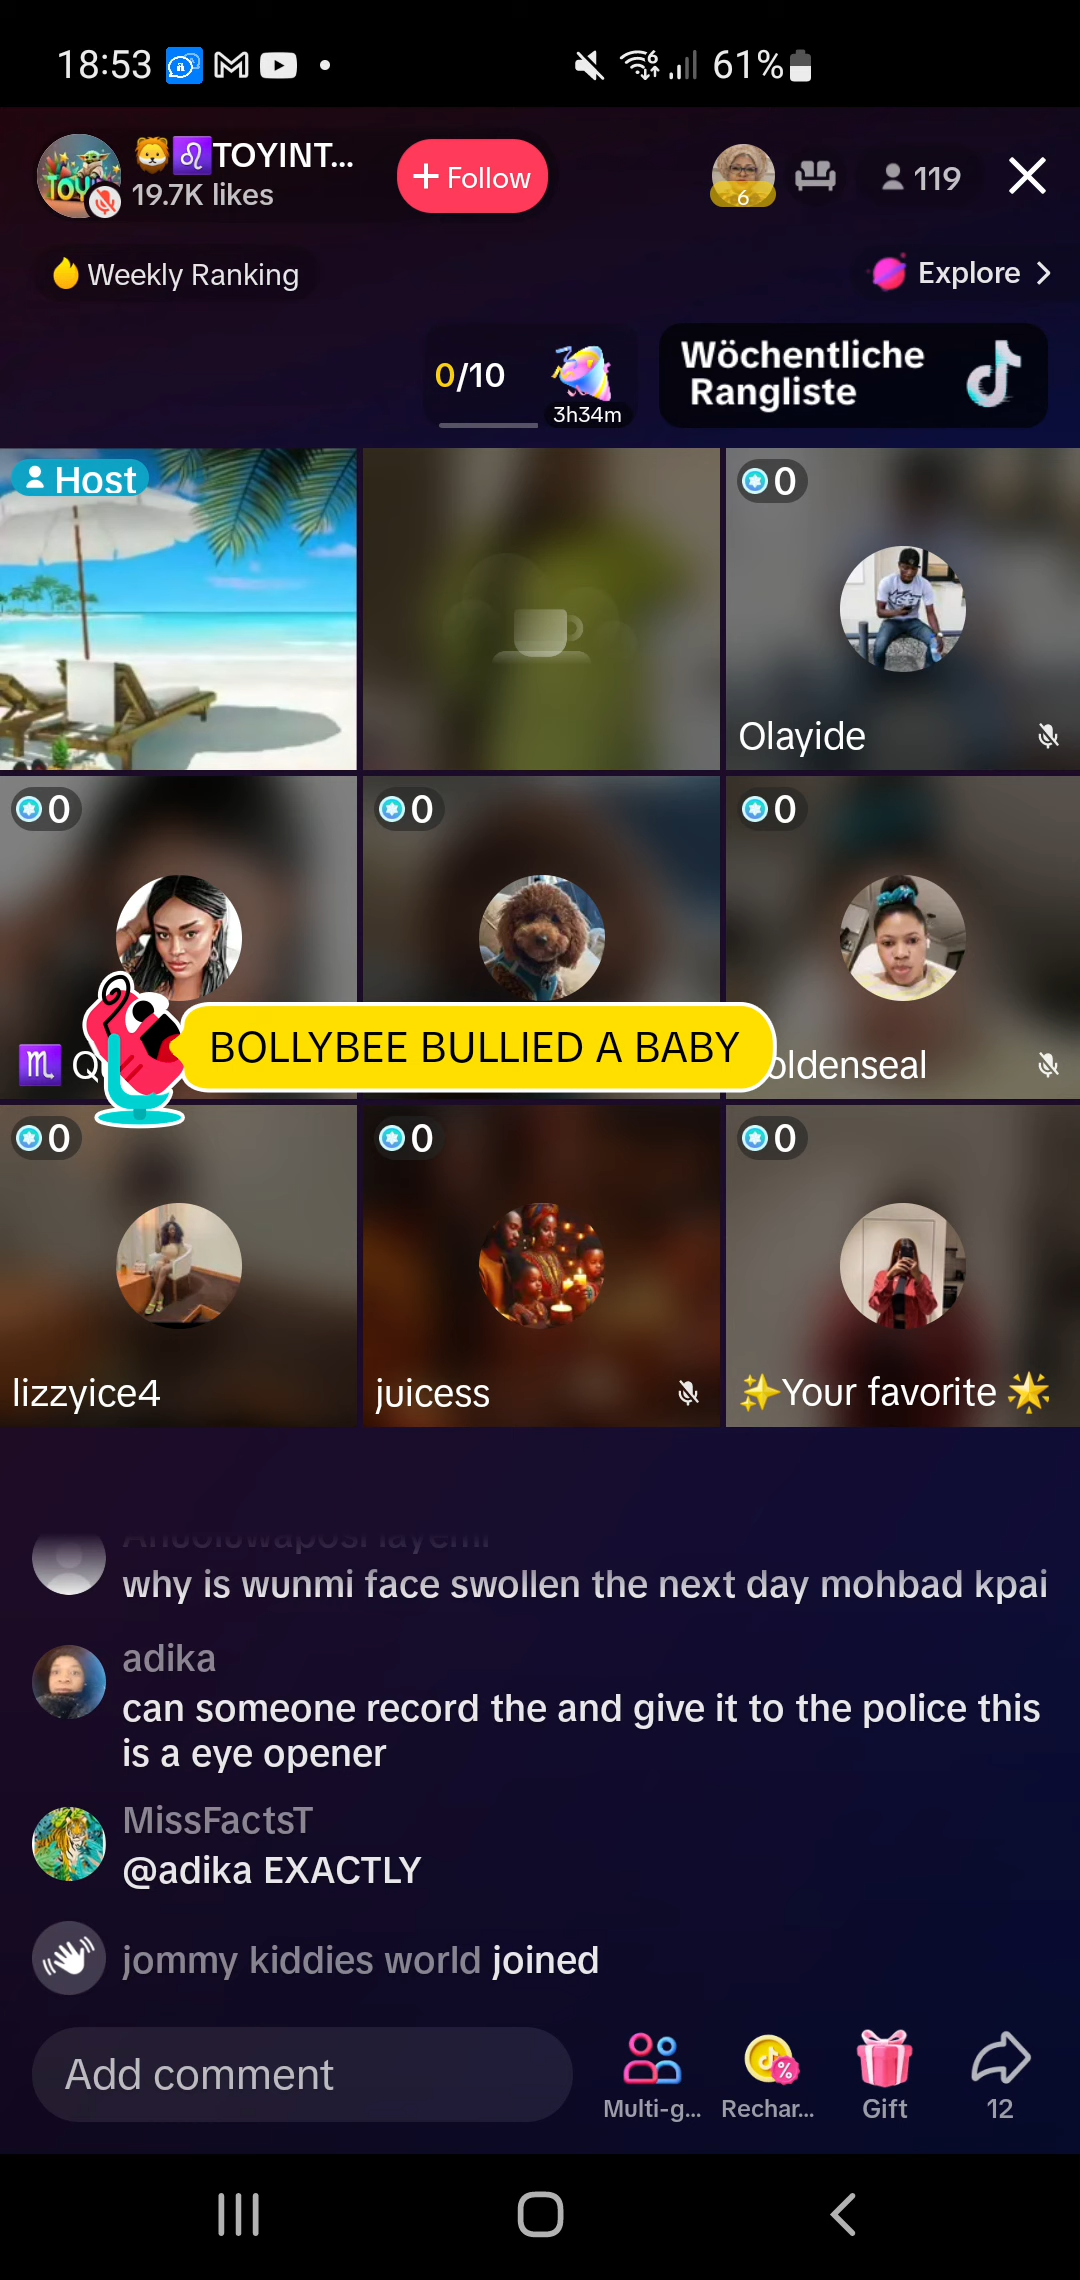 18:53
61%
🦁♌TOYINT...
19.7K likes
+ Follow
6
119
Weekly Ranking
Explore
0/10
3h34m
Wöchentliche
Rangliste
Host
0
Olayide
0
0
0
♏
BOLLYBEE BULLIED A BABY
oldenseal
0
0
0
lizzyice4
juicess
✨Your favorite 🌟
why is wunmi face swollen the next day mohbad kpai
adika
can someone record the and give it to the police this
is a eye opener
MissFactsT
@adika EXACTLY
jommy kiddies world joined
Add comment
Multi-g...
Rechar...
Gift
12